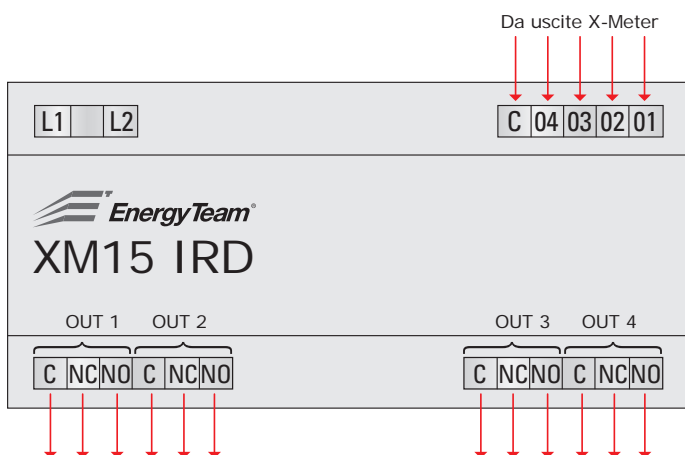 Da uscite X-Meter
L1 L2
C 04 03 02 01
EnergyTeam®
XM15 IRD
OUT 1 OUT 2 OUT 3 OUT 4
C NC NO C NC NO C NC NO C NC NO